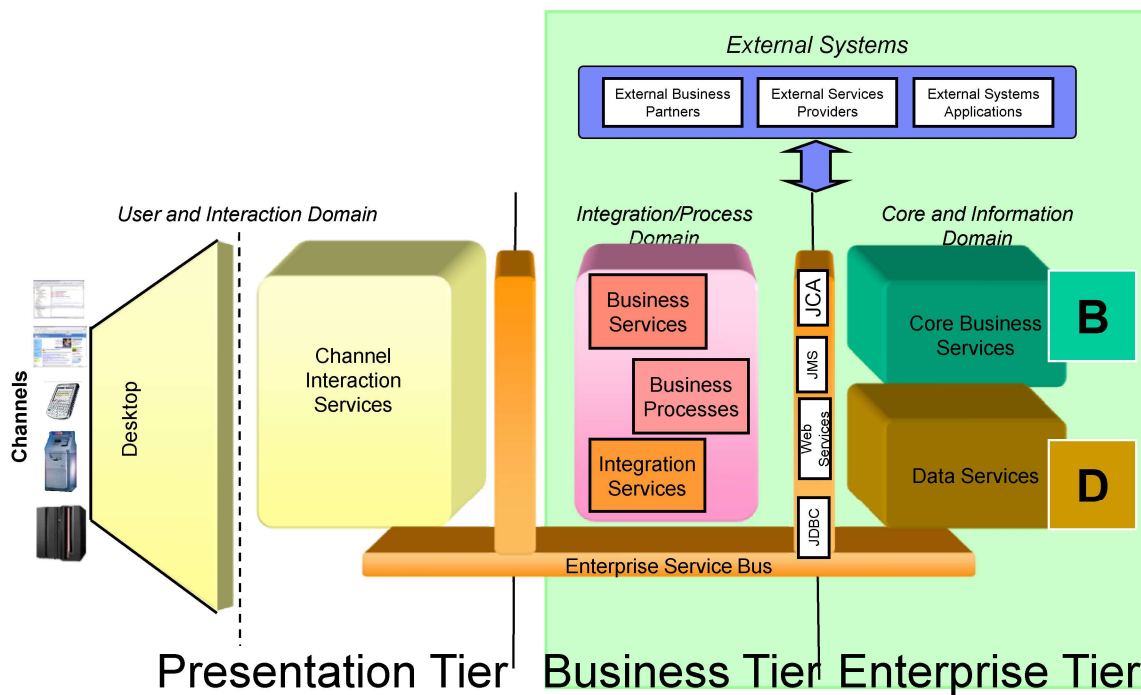 External Systems
External Business
Partners
External Services
Providers
External Systems
Applications
User and Interaction Domain
Integration/Process
Domain
Core and Information
Domain
Channels
Desktop
Channel
Interaction
Services
Business
Services
Business
Processes
Integration
Services
JCA
JMS
Web
Services
JDBC
Core Business
Services
B
Data Services
D
Enterprise Service Bus
Presentation Tier
Business Tier
Enterprise Tier